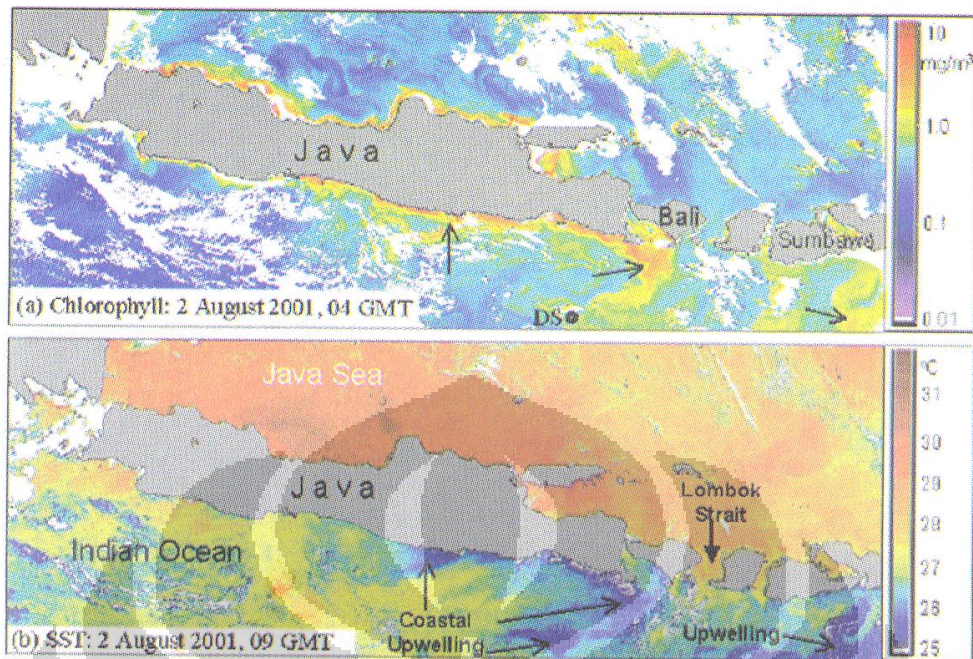 10
mg/m³
1.0
0.1
0.01
Java
Bali
Sumbawa
DS
(a) Chlorophyll: 2 August 2001, 04 GMT
°C
31
30
29
28
27
26
25
Java Sea
Java
Lombok
Strait
Indian Ocean
Coastal
Upwelling
Upwelling
(b) SST: 2 August 2001, 09 GMT